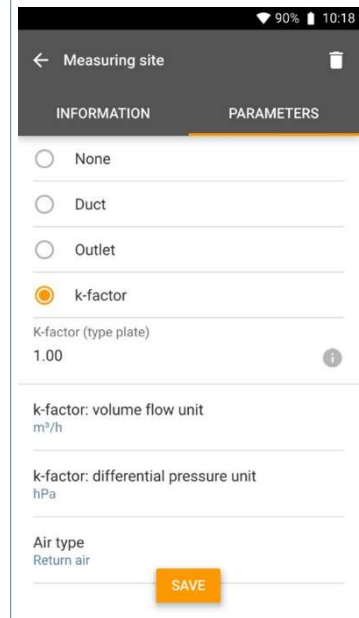 90% 10:18
Measuring site
INFORMATION PARAMETERS
None
Duct
Outlet
k-factor
K-factor (type plate)
1.00
k-factor: volume flow unit
m³/h
k-factor: differential pressure unit
hPa
Air type
Return air
SAVE